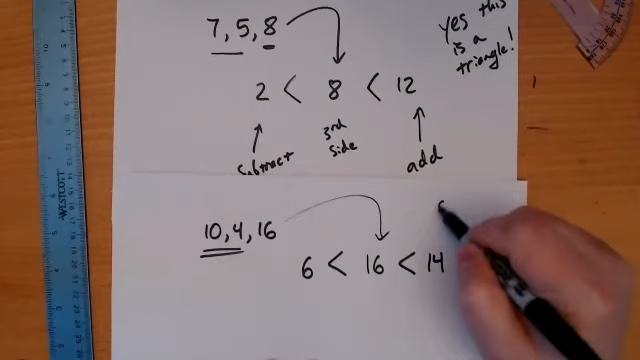 7, 5, 8
yes this
is a
triangle!
2 < 8 < 12
subtract
3rd
side
add
10, 4, 16
6 < 16 < 14
WESTCOTT